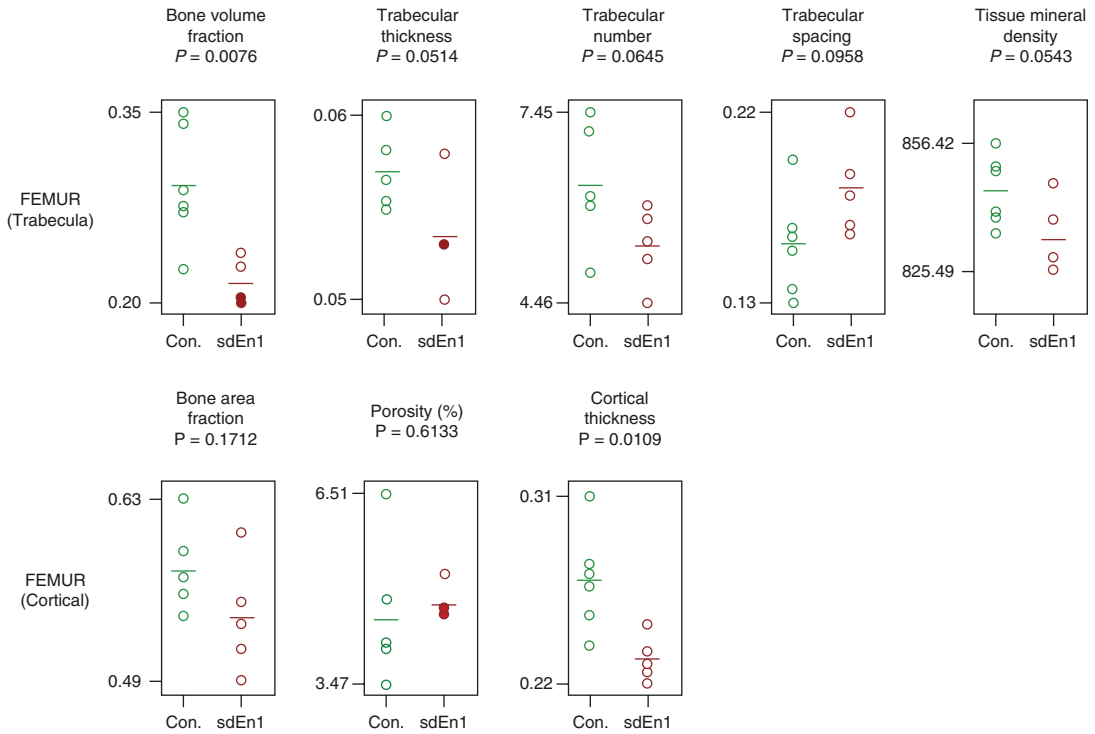 Bone volume
fraction
P = 0.0076
Trabecular
thickness
P = 0.0514
Trabecular
number
P = 0.0645
Trabecular
spacing
P = 0.0958
Tissue mineral
density
P = 0.0543
FEMUR
(Trabecula)
0.35
0.20
Con. sdEn1
0.06
0.05
Con. sdEn1
7.45
4.46
Con. sdEn1
0.22
0.13
Con. sdEn1
856.42
825.49
Con. sdEn1
Bone area
fraction
P = 0.1712
Porosity (%)
P = 0.6133
Cortical
thickness
P = 0.0109
FEMUR
(Cortical)
0.63
0.49
Con. sdEn1
6.51
3.47
Con. sdEn1
0.31
0.22
Con. sdEn1